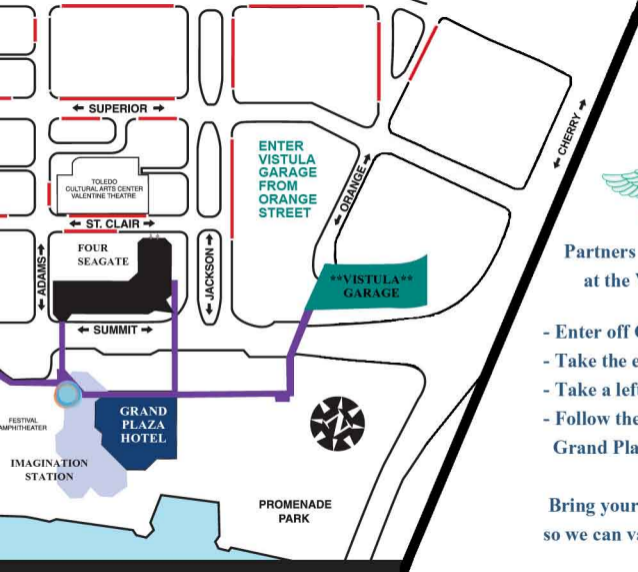 SUPERIOR
CHERRY
ENTER
VISTULA
GARAGE
FROM
ORANGE
STREET
ORANGE
TOLEDO
CULTURAL ARTS CENTER
VALENTINE THEATRE
ST. CLAIR
FOUR
SEAGATE
ADAMS
JACKSON
**VISTULA**
GARAGE
SUMMIT
GRAND
PLAZA
HOTEL
FESTIVAL
AMPHITHEATER
IMAGINATION
STATION
PROMENADE
PARK
Partners
at the
- Enter off
- Take the
- Take a
- Follow the
Grand
Bring your
so we can